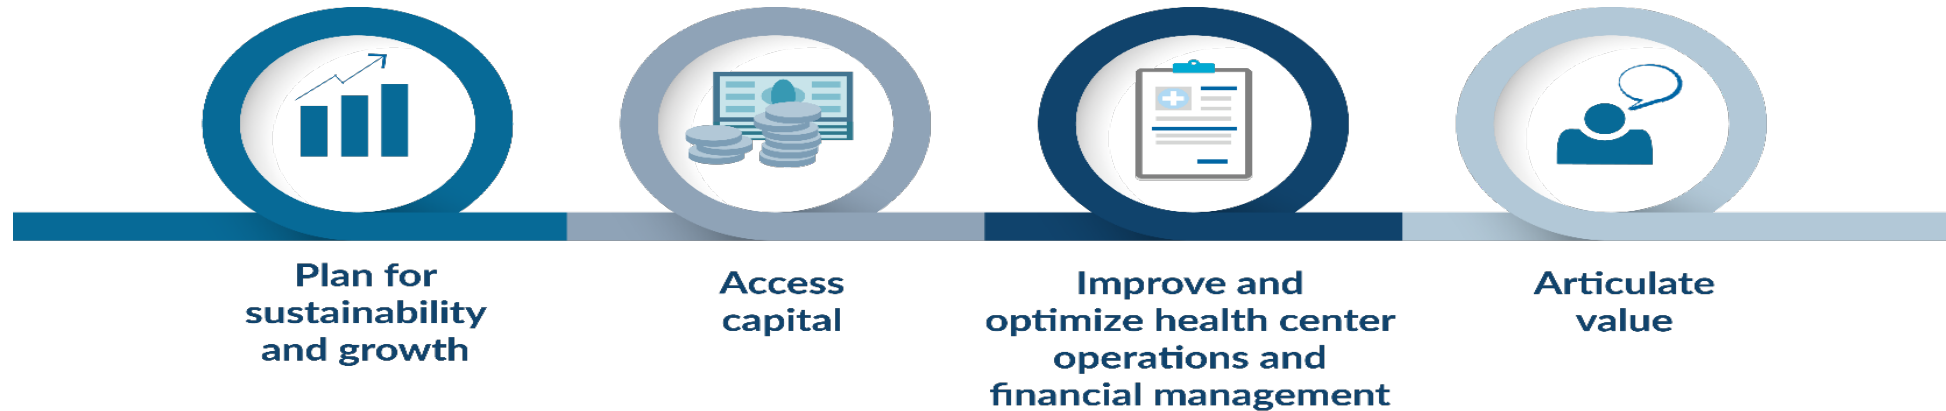 Plan for
sustainability
and growth
Access
capital
Improve and
optimize health center
operations and
financial management
Articulate
value